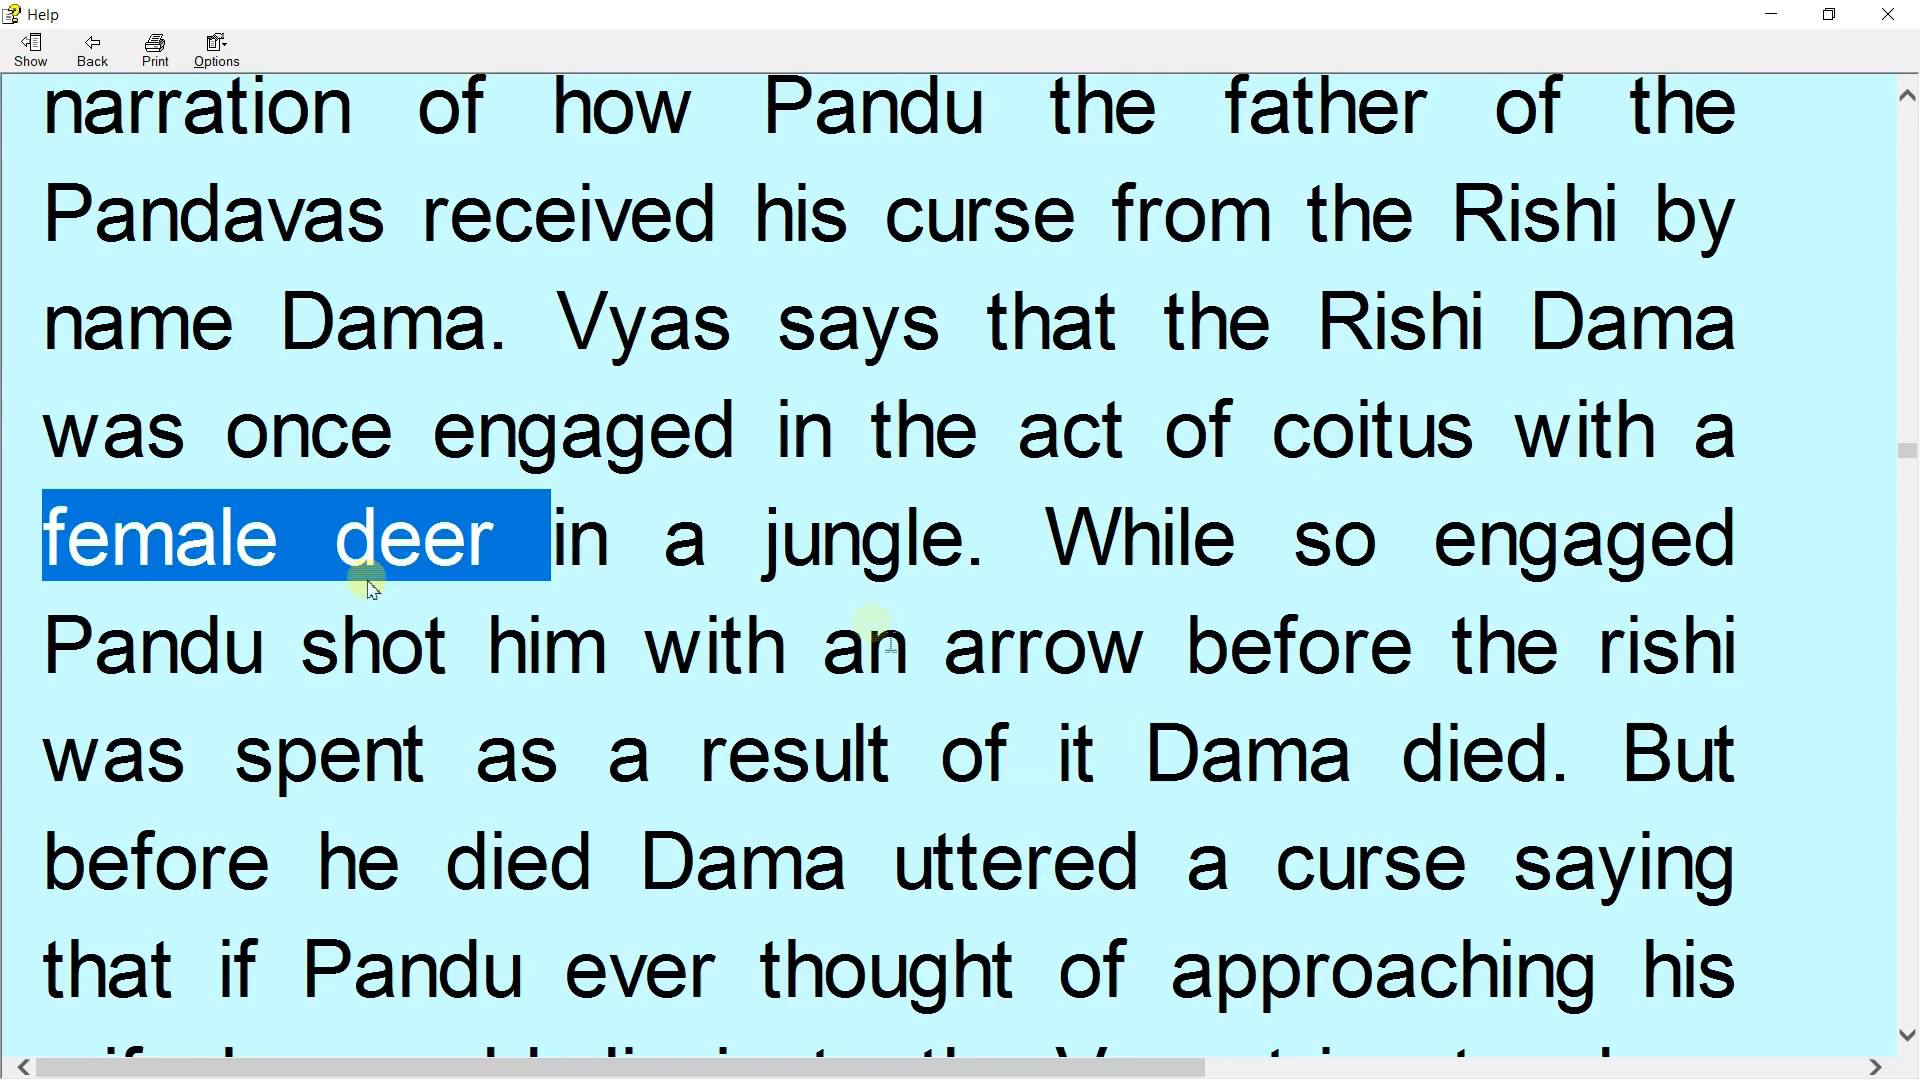 Help
Show Back Print Options
narration of how Pandu the father of the
Pandavas received his curse from the Rishi by
name Dama. Vyas says that the Rishi Dama
was once engaged in the act of coitus with a
female deer in a jungle. While so engaged
Pandu shot him with an arrow before the rishi
was spent as a result of it Dama died. But
before he died Dama uttered a curse saying
that if Pandu ever thought of approaching his